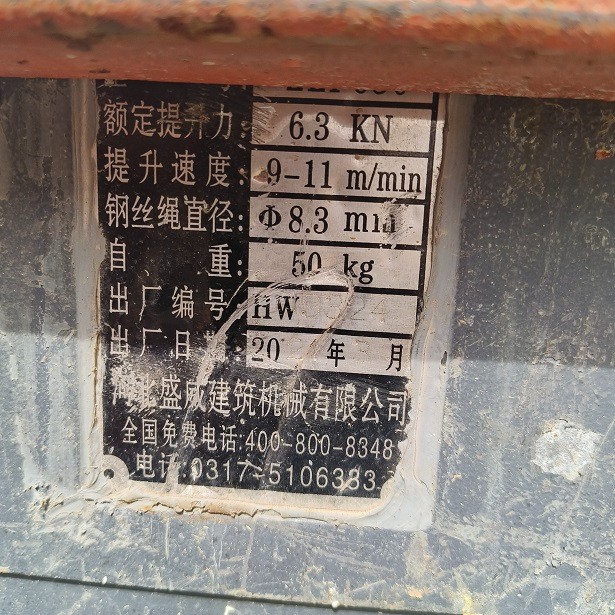 额定提升力: 6.3 KN
提升速度: 9-11 m/min
钢丝绳直径: Φ8.3 mm
自重: 50 kg
出厂编号 HW
出厂日期 20 年 月
河北盛威建筑机械有限公司
全国免费电话:400-800-8348
电话:0317-5106383